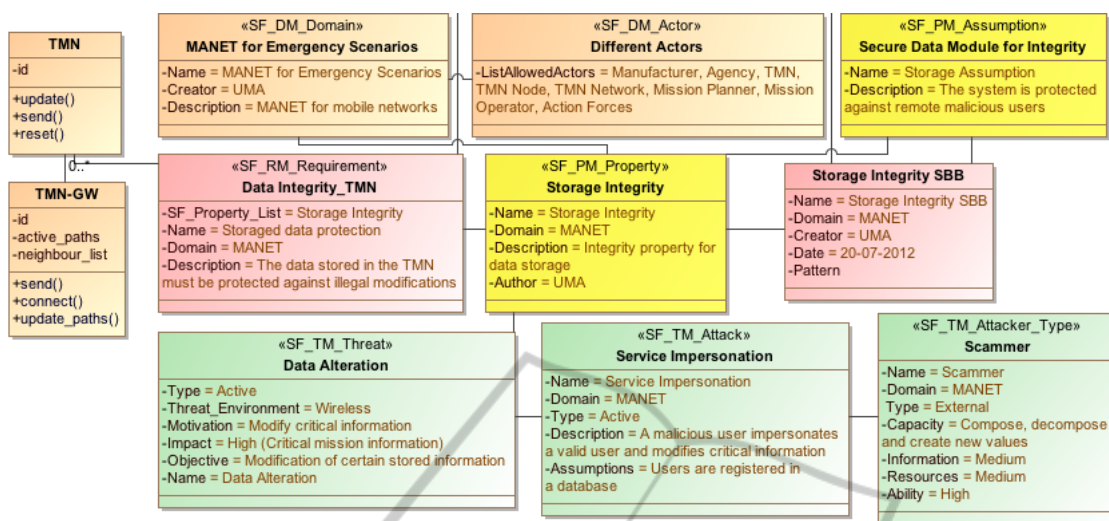 TMN
-id
+update()
+send()
+reset()
0..*
TMN-GW
-id
-active_paths
-neighbour_list
+send()
+connect()
+update_paths()
«SF_DM_Domain»
MANET for Emergency Scenarios
-Name = MANET for Emergency Scenarios
-Creator = UMA
-Description = MANET for mobile networks
«SF_DM_Actor»
Different Actors
-ListAllowedActors = Manufacturer, Agency, TMN,
TMN Node, TMN Network, Mission Planner, Mission
Operator, Action Forces
«SF_PM_Assumption»
Secure Data Module for Integrity
-Name = Storage Assumption
-Description = The system is protected
against remote malicious users
«SF_RM_Requirement»
Data Integrity_TMN
-SF_Property_List = Storage Integrity
-Name = Storaged data protection
-Domain = MANET
-Description = The data stored in the TMN
must be protected against illegal modifications
«SF_PM_Property»
Storage Integrity
-Name = Storage Integrity
-Domain = MANET
-Description = Integrity property for
data storage
-Author = UMA
Storage Integrity SBB
-Name = Storage Integrity SBB
-Domain = MANET
-Creator = UMA
-Date = 20-07-2012
-Pattern
«SF_TM_Threat»
Data Alteration
-Type = Active
-Threat_Environment = Wireless
-Motivation = Modify critical information
-Impact = High (Critical mission information)
-Objective = Modification of certain stored information
-Name = Data Alteration
«SF_TM_Attack»
Service Impersonation
-Name = Service Impersonation
-Domain = MANET
-Type = Active
-Description = A malicious user impersonates
a valid user and modifies critical information
-Assumptions = Users are registered in
a database
«SF_TM_Attacker_Type»
Scammer
-Name = Scammer
-Domain = MANET
Type = External
-Capacity = Compose, decompose
and create new values
-Information = Medium
-Resources = Medium
-Ability = High